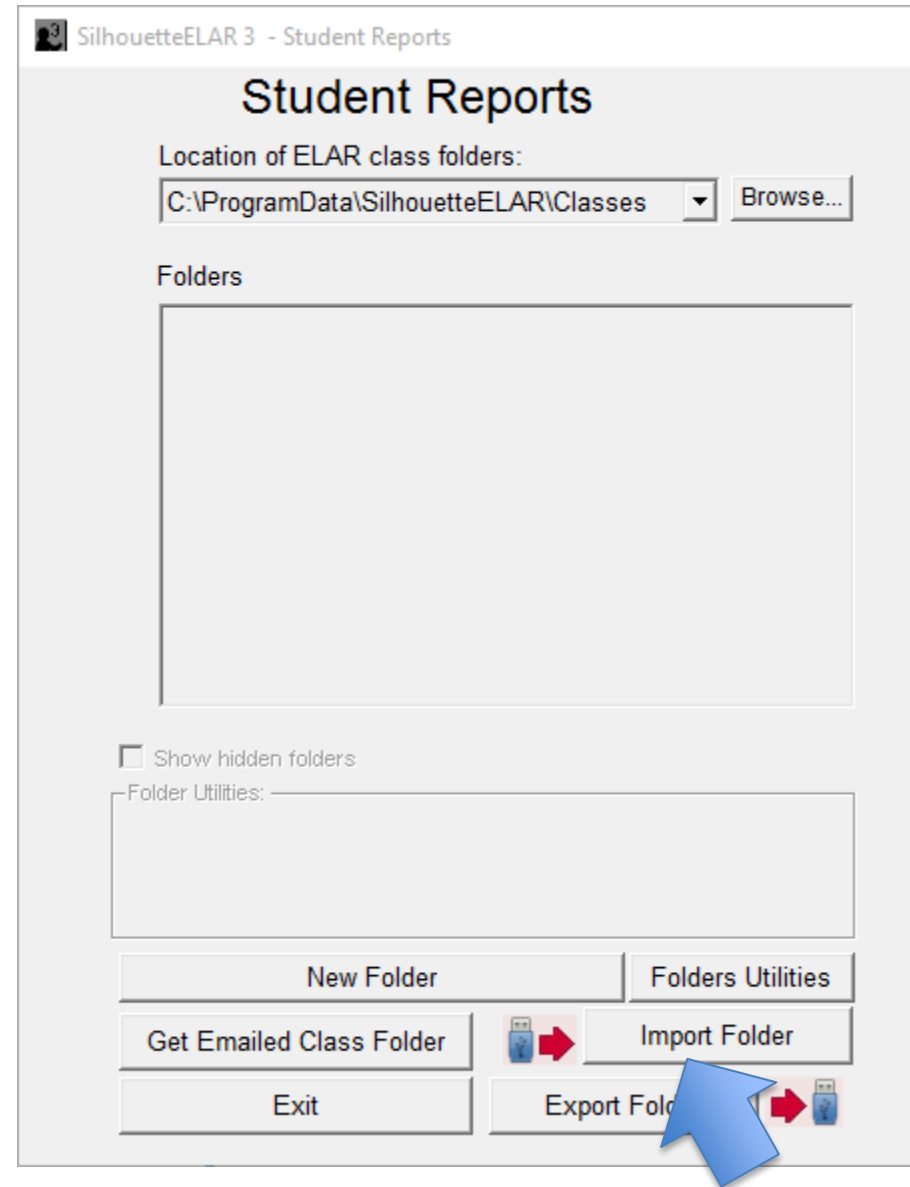 SilhouetteELAR 3 - Student Reports
Student Reports
Location of ELAR class folders:
C:\ProgramData\SilhouetteELAR\Classes
Browse...
Folders
Show hidden folders
Folder Utilities:
New Folder
Folders Utilities
Get Emailed Class Folder
Import Folder
Exit
Export